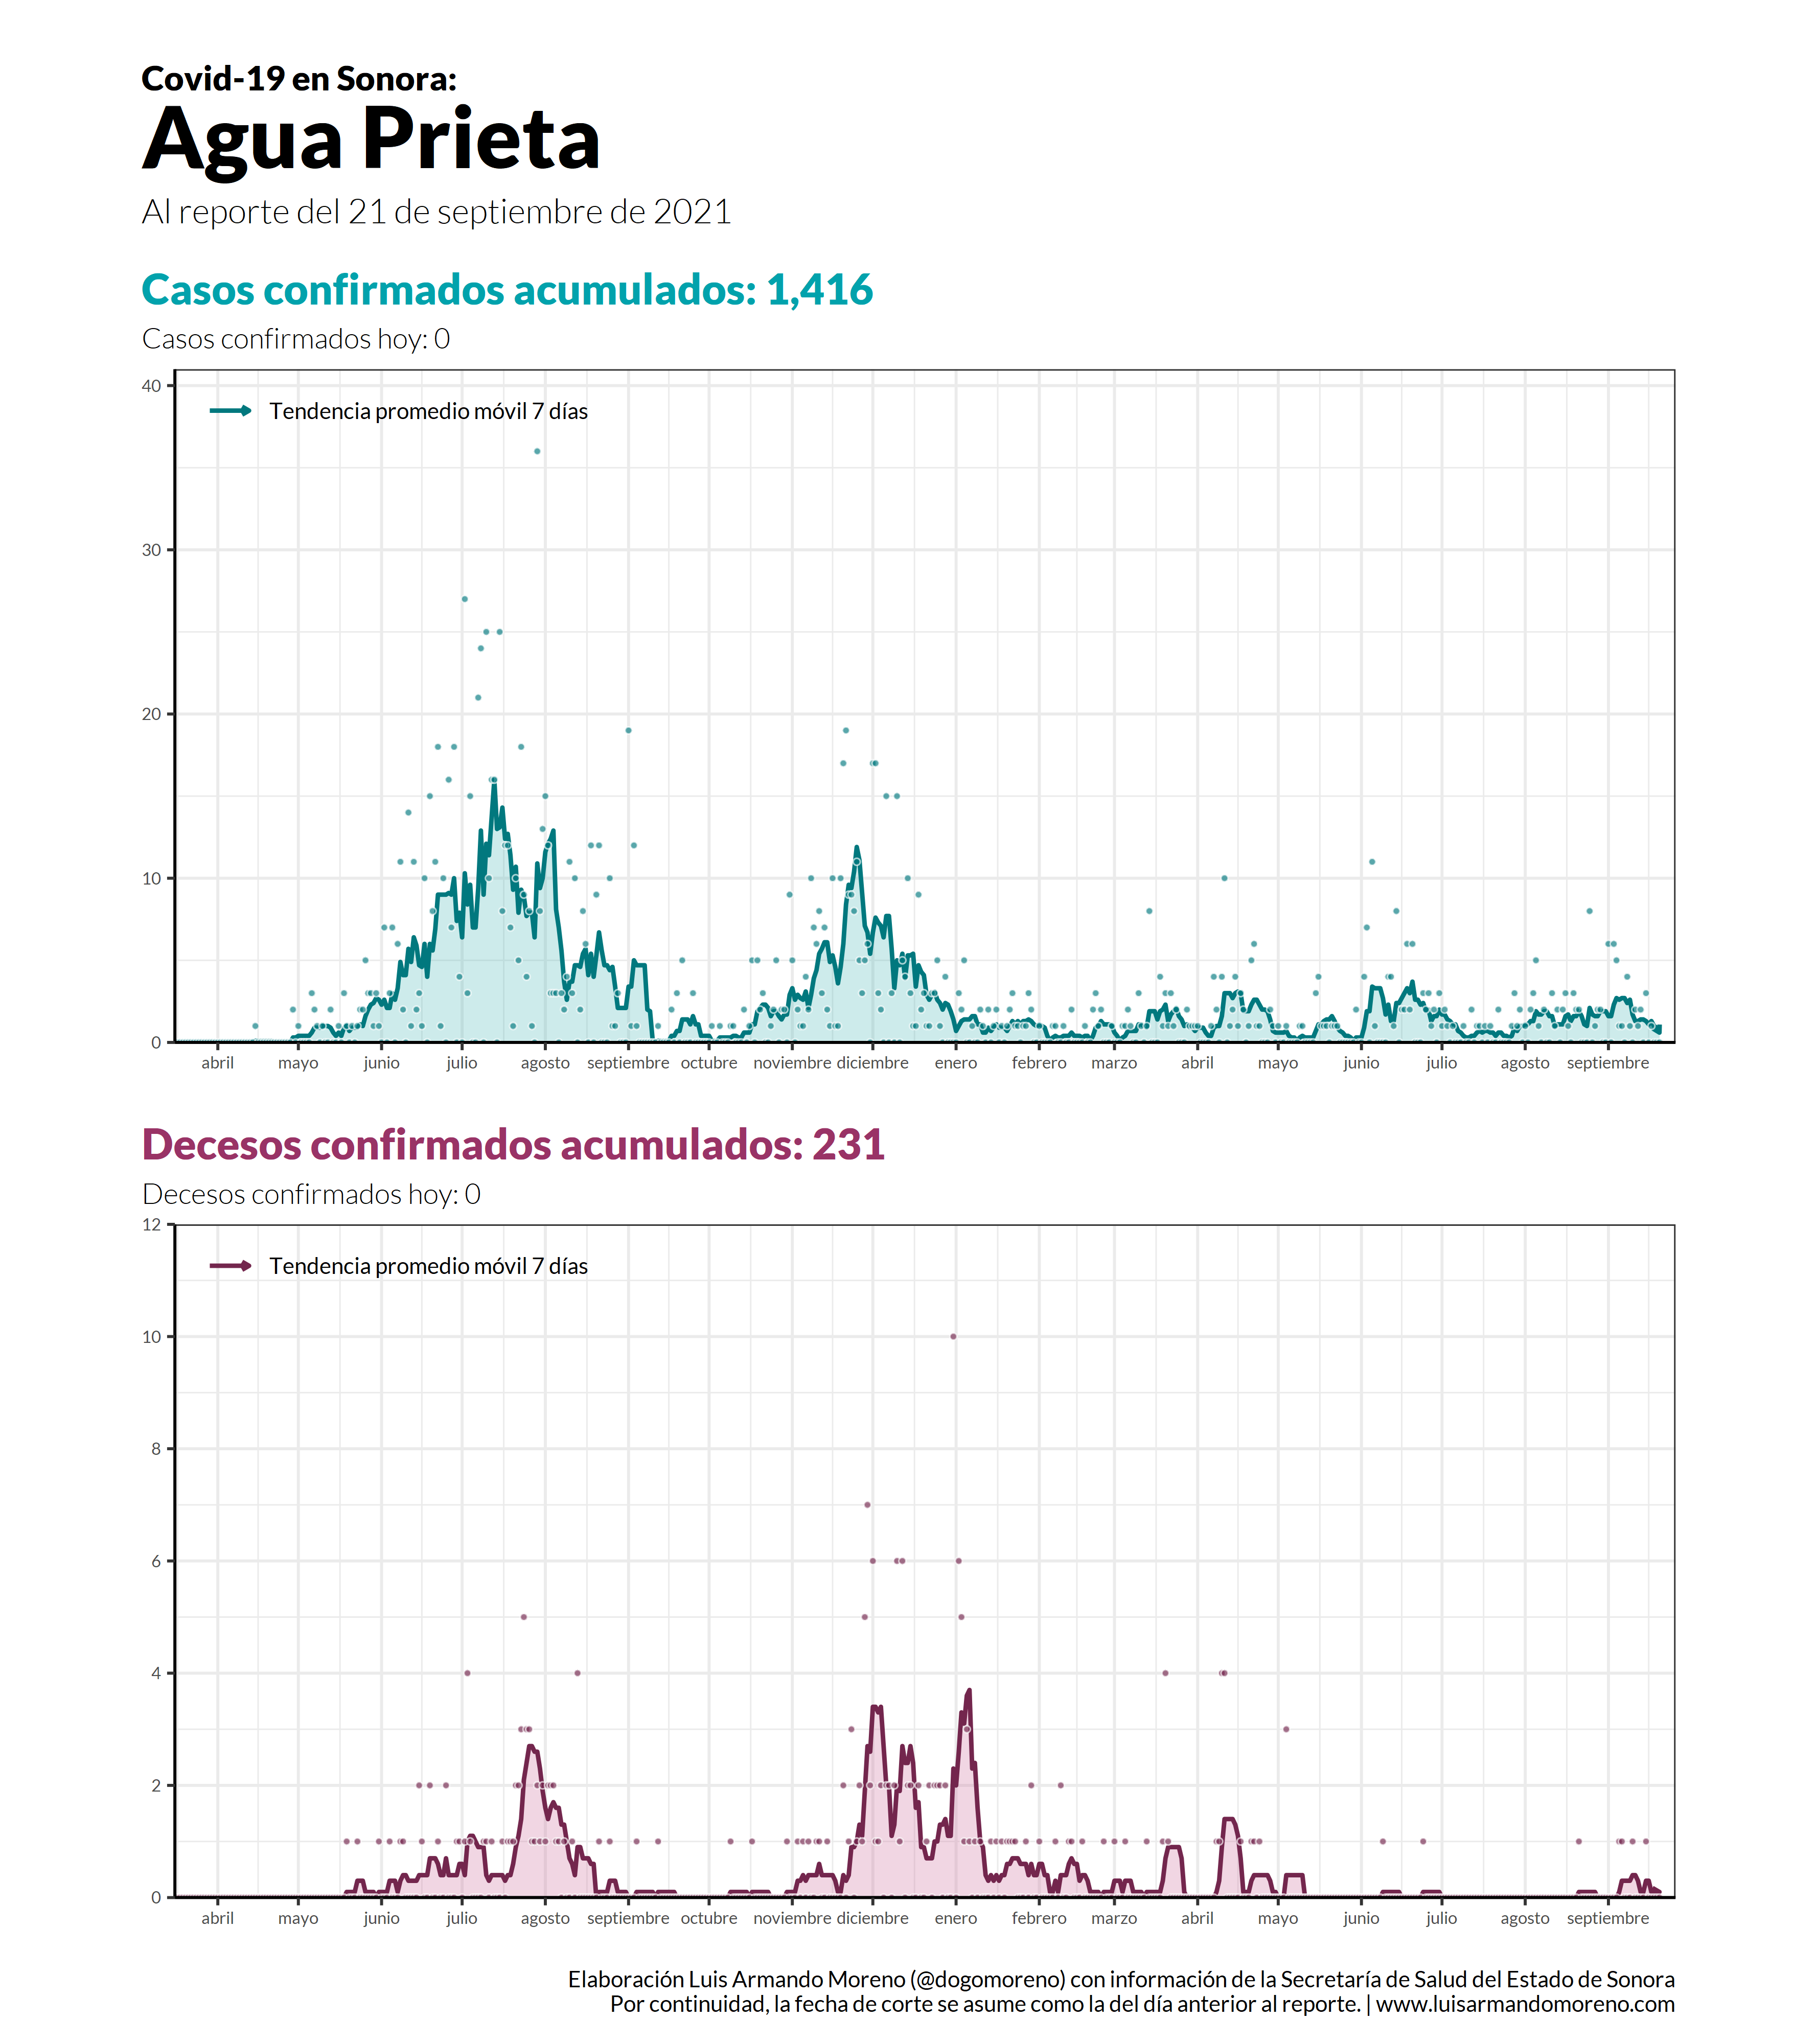 Covid-19 en Sonora:
Agua Prieta
Al reporte del 21 de septiembre de 2021
Casos confirmados acumulados: 1,416
Casos confirmados hoy: 0
40
Tendencia promedio móvil 7 días
30
20
10
0
abril mayo junio julio agosto septiembre octubre noviembre diciembre enero febrero marzo abril mayo junio julio agosto septiembre
Decesos confirmados acumulados: 231
Decesos confirmados hoy: 0
12
Tendencia promedio móvil 7 días
10
8
6
4
2
0
abril mayo junio julio agosto septiembre octubre noviembre diciembre enero febrero marzo abril mayo junio julio agosto septiembre
Elaboración Luis Armando Moreno (@dogomoreno) con información de la Secretaría de Salud del Estado de Sonora
Por continuidad, la fecha de corte se asume como la del día anterior al reporte. | www.luisarmandomoreno.com